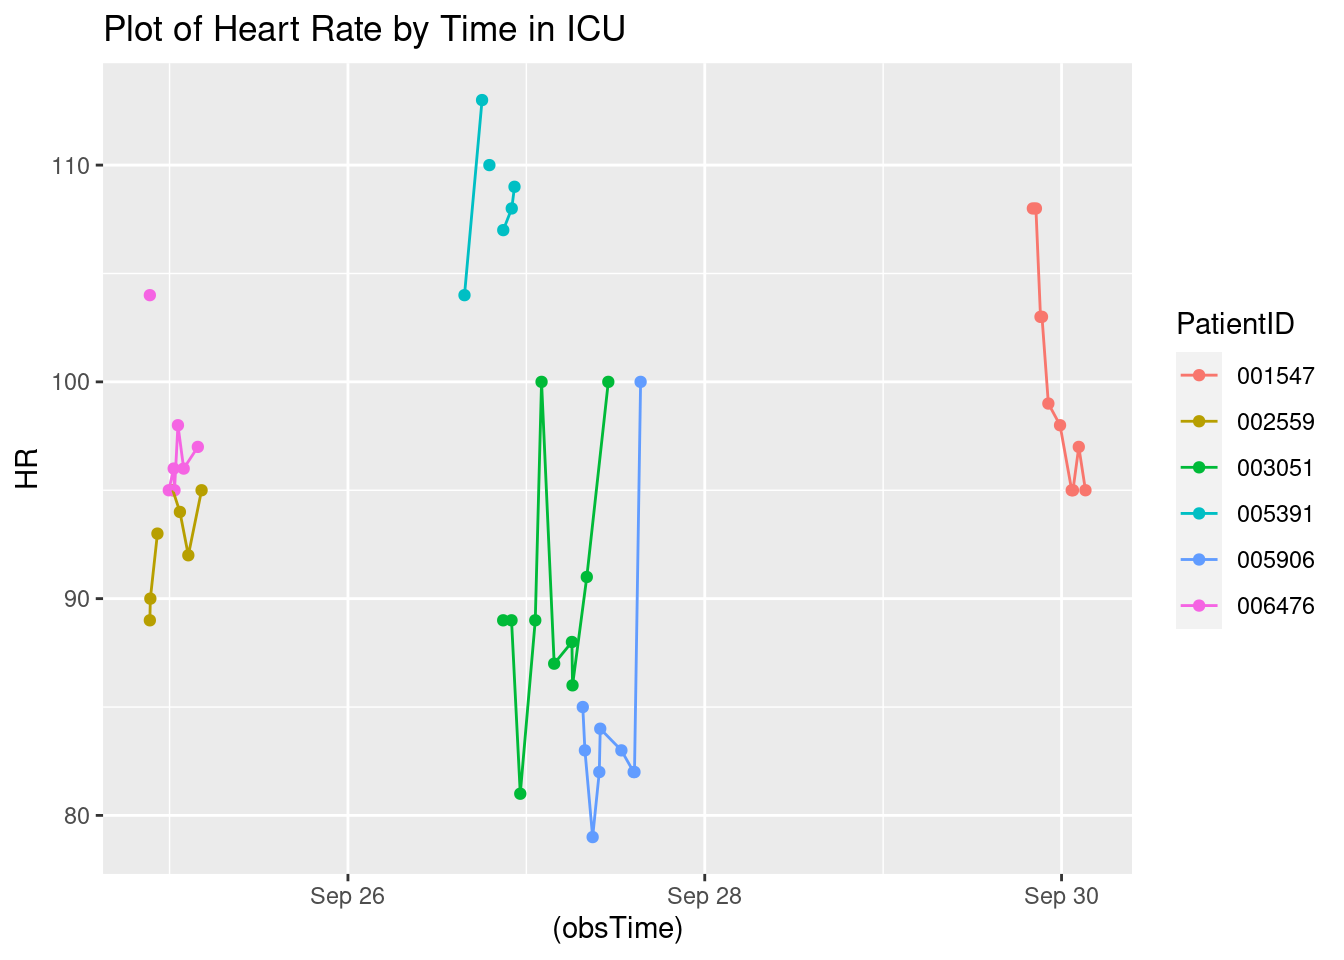 Plot of Heart Rate by Time in ICU
110
100
90
80
HR
Sep 26
Sep 28
Sep 30
(obsTime)
PatientID
001547
002559
003051
005391
005906
006476